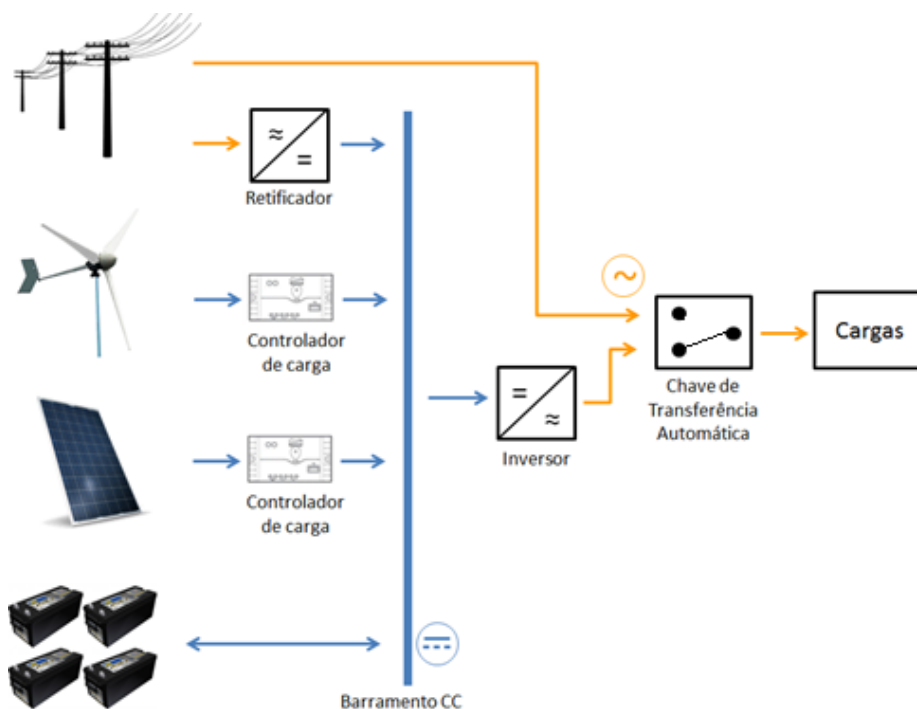 Retificador
Controlador
de carga
Cargas
Chave de
Transferência
Automática
Inversor
Controlador
de carga
Barramento CC